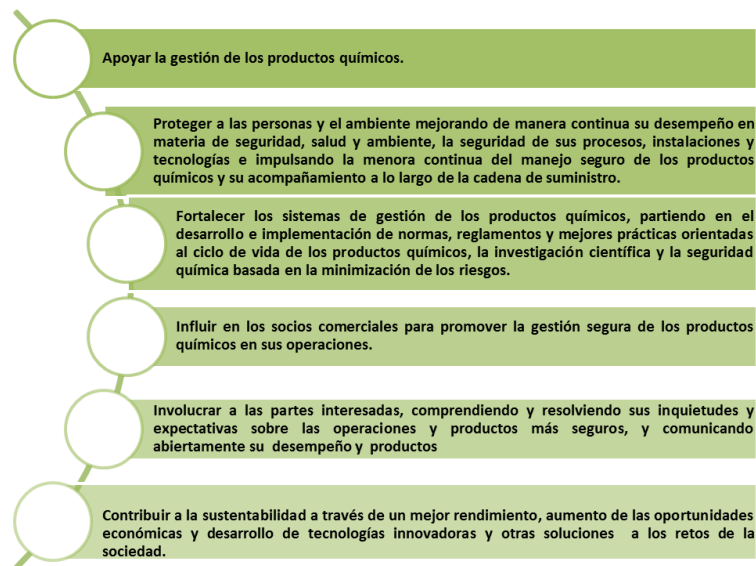 Apoyar la gestión de los productos químicos.
Proteger a las personas y el ambiente mejorando de manera continua su desempeño en
materia de seguridad, salud y ambiente, la seguridad de sus procesos, instalaciones y
tecnologías e impulsando la menora continua del manejo seguro de los productos
químicos y su acompañamiento a lo largo de la cadena de suministro.
Fortalecer los sistemas de gestión de los productos químicos, partiendo en el
desarrollo e implementación de normas, reglamentos y mejores prácticas orientadas
al ciclo de vida de los productos químicos, la investigación científica y la seguridad
química basada en la minimización de los riesgos.
Influir en los socios comerciales para promover la gestión segura de los productos
químicos en sus operaciones.
Involucrar a las partes interesadas, comprendiendo y resolviendo sus inquietudes y
expectativas sobre las operaciones y productos más seguros, y comunicando
abiertamente su desempeño y productos
Contribuir a la sustentabilidad a través de un mejor rendimiento, aumento de las oportunidades
económicas y desarrollo de tecnologías innovadoras y otras soluciones a los retos de la
sociedad.